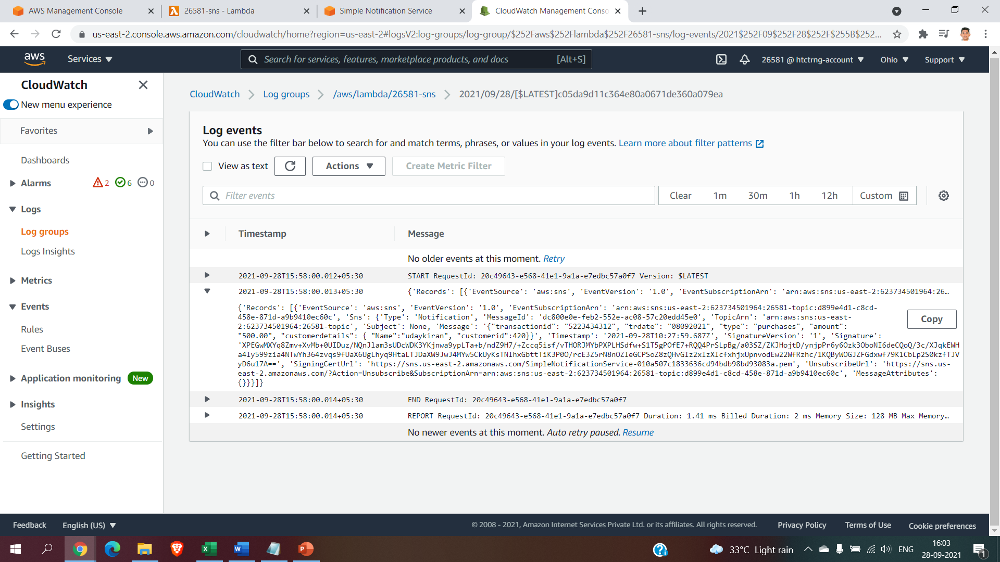 AWS Management Console
26581-sns - Lambda
Simple Notification Service
CloudWatch Management Conso
us-east-2.console.aws.amazon.com/cloudwatch/home?region=us-east-2#logsV2:log-groups/log-group/$252Faws$252Flambda$252F26581-sns/log-events/2021$252F09$252F28$252F$255B$252...
aws
Services
Search for services, features, marketplace products, and docs
[Alt+S]
26581 @ htctrng-account
Ohio
Support
CloudWatch
New menu experience
Favorites
Dashboards
Alarms
2
6
0
Logs
Log groups
Logs Insights
Metrics
Events
Rules
Event Buses
Application monitoring
New
Insights
Settings
Getting Started
CloudWatch
Log groups
/aws/lambda/26581-sns
2021/09/28/[$LATEST]c05da9d11c364e80a0671de360a079ea
Log events
You can use the filter bar below to search for and match terms, phrases, or values in your log events. Learn more about filter patterns
View as text
Actions
Create Metric Filter
Filter events
Clear
1m
30m
1h
12h
Custom
Timestamp
Message
No older events at this moment. Retry
2021-09-28T15:58:00.012+05:30
START RequestId: 20c49643-e568-41e1-9a1a-e7edbc57a0f7 Version: $LATEST
2021-09-28T15:58:00.013+05:30
{'Records': [{'EventSource': 'aws:sns', 'EventVersion': '1.0', 'EventSubscriptionArn': 'arn:aws:sns:us-east-2:623734501964:26...
{'Records': [{'EventSource': 'aws:sns', 'EventVersion': '1.0', 'EventSubscriptionArn': 'arn:aws:sns:us-east-2:623734501964:26581-topic:d899e4d1-c8cd-
458e-871d-a9b9410ec60c', 'Sns': {'Type': 'Notification', 'MessageId': 'dc800e0e-feb2-552e-ac08-57c20edd45e0', 'TopicArn': 'arn:aws:sns:us-east-
2:623734501964:26581-topic', 'Subject': None, 'Message': '{"transactionid": "5223434312", "trdate": "08092021", "type": "purchases", "amount":
"500.00", "customerdetails": { "Name":"udaykiran", "customerid":420}}', 'Timestamp': '2021-09-28T10:27:59.687Z', 'SignatureVersion': '1', 'Signature':
'XPEGwMXYq8Zmv+XvMb+0UIDuz/NQnJlam3sUDcWDK3YKjnwa9ypLTa+b/ndZ9H7/+Zccq5isf/vTHORJMYbPXPLHSdfw+S1T5gPOfE7+RQQ4PrSLpBg/a03SZ/ZKJHojtD/ynjpPr6y6Ozk3OboNI6deCQoQ/3c/XJqkEWH
a4ly599zia4NTwYh364zvqs9fUaX6UgLhyq9HtaLTJDaXW9JwJ4MYw5CkUyKsTNlhxGbttTiK3P0O/rcE3Z5rN8nOZIeGCPSoZ8zQHvGIz2xIzXIcfxhjxUpnvodEw22WfRzhc/1KQByWOGJZFGdxwf79K1CbLp2S0kzfTJV
yD6u17A==', 'SigningCertUrl': 'https://sns.us-east-2.amazonaws.com/SimpleNotificationService-010a507c1833636cd94bdb98bd93083a.pem', 'UnsubscribeUrl': 'https://sns.us-
east-2.amazonaws.com/?Action=Unsubscribe&SubscriptionArn=arn:aws:sns:us-east-2:623734501964:26581-topic:d899e4d1-c8cd-458e-871d-a9b9410ec60c', 'MessageAttributes':
{}}}]}
Copy
2021-09-28T15:58:00.014+05:30
END RequestId: 20c49643-e568-41e1-9a1a-e7edbc57a0f7
2021-09-28T15:58:00.014+05:30
REPORT RequestId: 20c49643-e568-41e1-9a1a-e7edbc57a0f7 Duration: 1.41 ms Billed Duration: 2 ms Memory Size: 128 MB Max Memory...
No newer events at this moment. Auto retry paused. Resume
Feedback
English (US)
© 2008 - 2021, Amazon Internet Services Private Ltd. or its affiliates. All rights reserved.
Privacy Policy
Terms of Use
Cookie preferences
33°C Light rain
ENG
16:03
28-09-2021
1